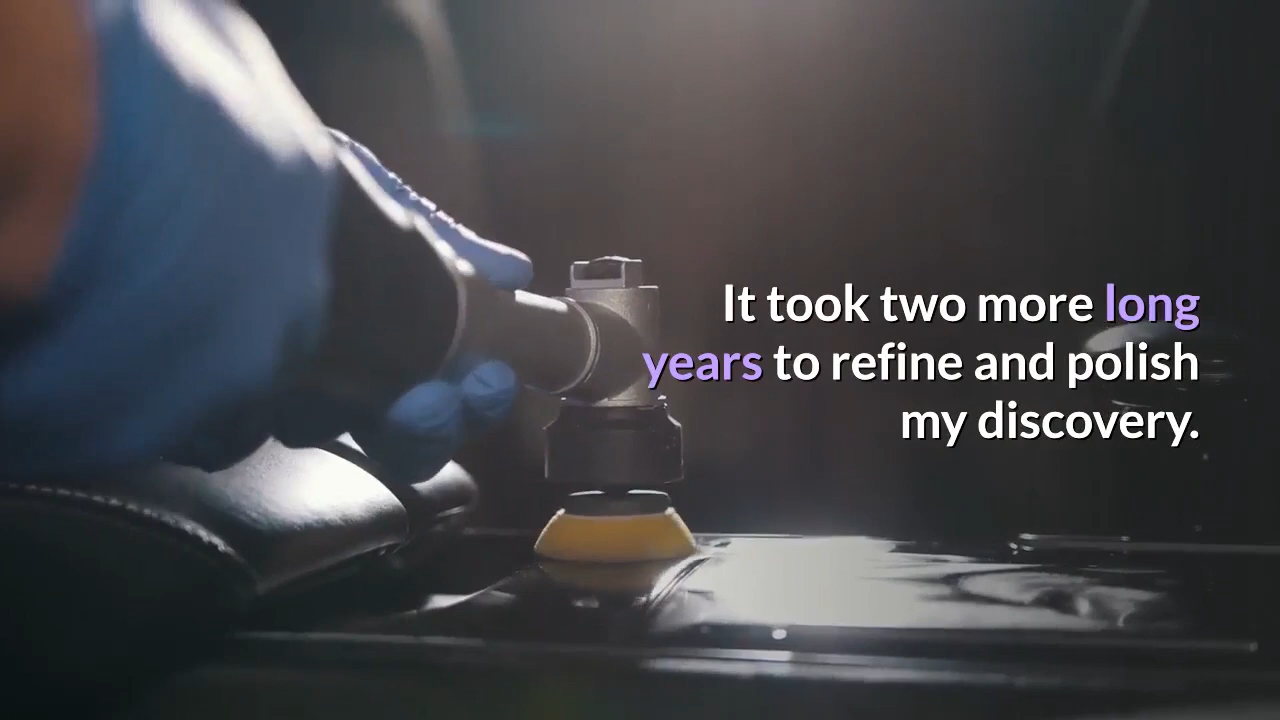 It took two more long
years to refine and polish
my discovery.